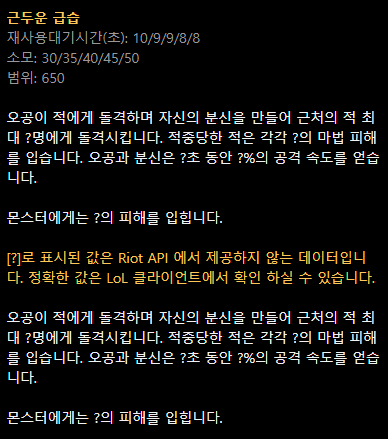 근두운 급습
재사용대기시간(초): 10/9/9/8/8
소모: 30/35/40/45/50
범위: 650
오공이 적에게 돌격하며 자신의 분신을 만들어 근처의 적 최
대 ?명에게 돌격시킵니다. 적중당한 적은 각각 ?의 마법 피해
를 입습니다. 오공과 분신은 ?초 동안 ?%의 공격 속도를 얻습
니다.
몬스터에게는 ?의 피해를 입힙니다.
[?]로 표시된 값은 Riot API 에서 제공하지 않는 데이터입니
다. 정확한 값은 LoL 클라이언트에서 확인 하실 수 있습니다.
오공이 적에게 돌격하며 자신의 분신을 만들어 근처의 적 최
대 ?명에게 돌격시킵니다. 적중당한 적은 각각 ?의 마법 피해
를 입습니다. 오공과 분신은 ?초 동안 ?%의 공격 속도를 얻습
니다.
몬스터에게는 ?의 피해를 입힙니다.